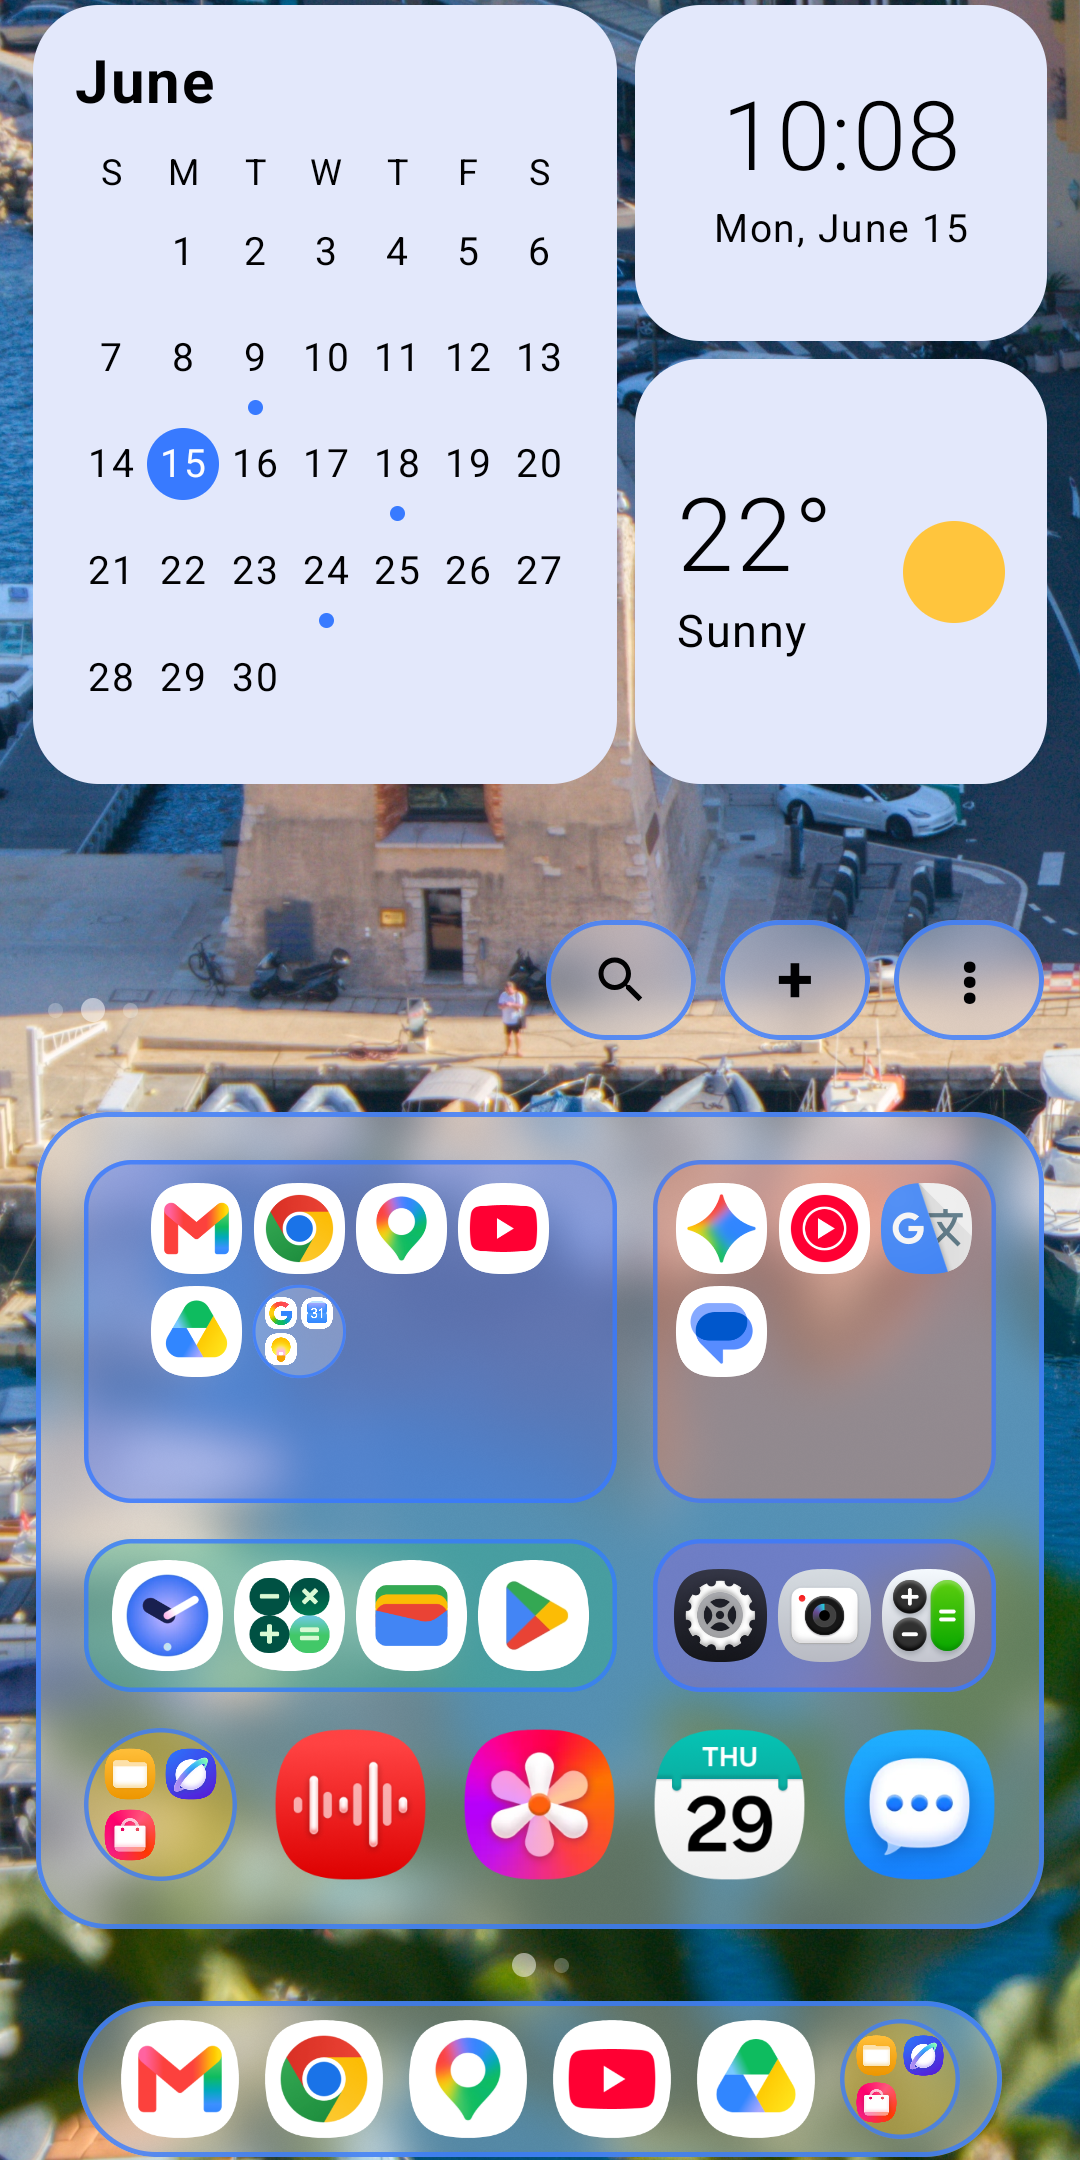 June
S M T W T F S
1 2 3 4 5 6
7 8 9 10 11 12 13
14 15 16 17 18 19 20
21 22 23 24 25 26 27
28 29 30
10:08
Mon, June 15
22°
Sunny
G 文
G 31
THU
29